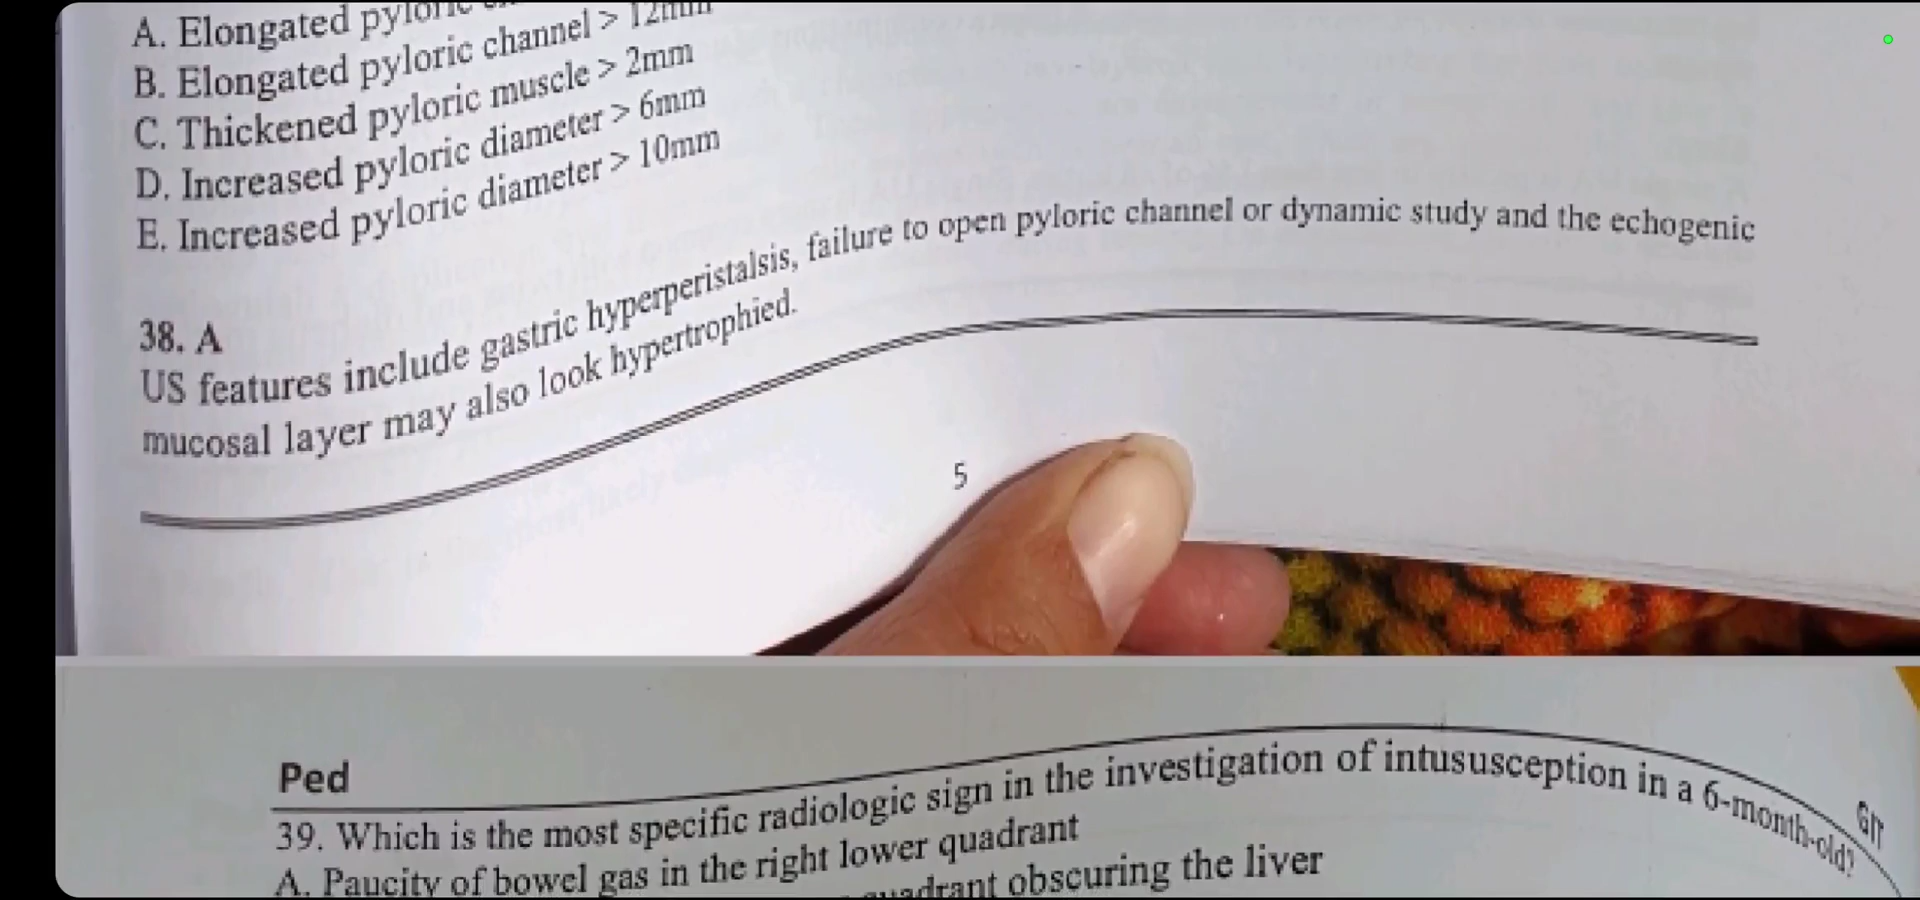 A. Elongated pyloric
B. Elongated pyloric channel > 12mm
C. Thickened pyloric muscle > 2mm
D. Increased pyloric diameter > 6mm
E. Increased pyloric diameter > 10mm
38. A
US features include gastric hyperperistalsis, failure to open pyloric channel or dynamic study and the echogenic
mucosal layer may also look hypertrophied.
5
Ped
GIT
39. Which is the most specific radiologic sign in the investigation of intususception in a 6-month-old?
A. Paucity of bowel gas in the right lower quadrant
obscuring the liver